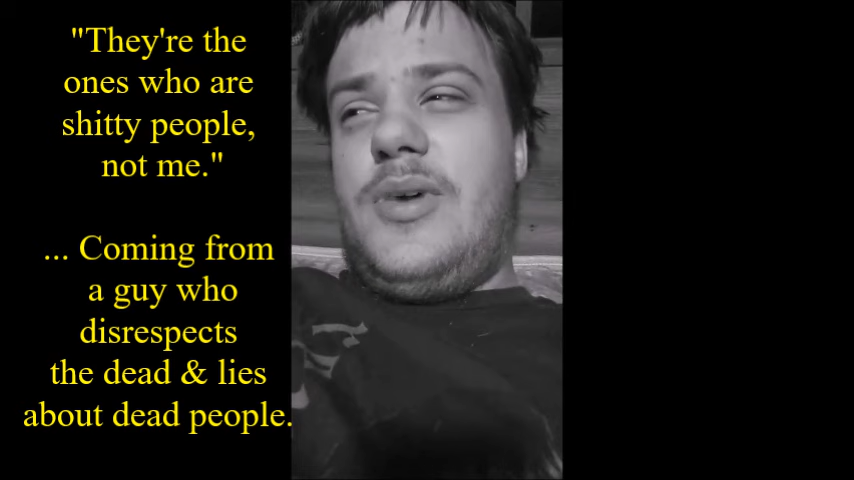 "They're the
ones who are
shitty people,
not me."
... Coming from
a guy who
disrespects
the dead & lies
about dead people.